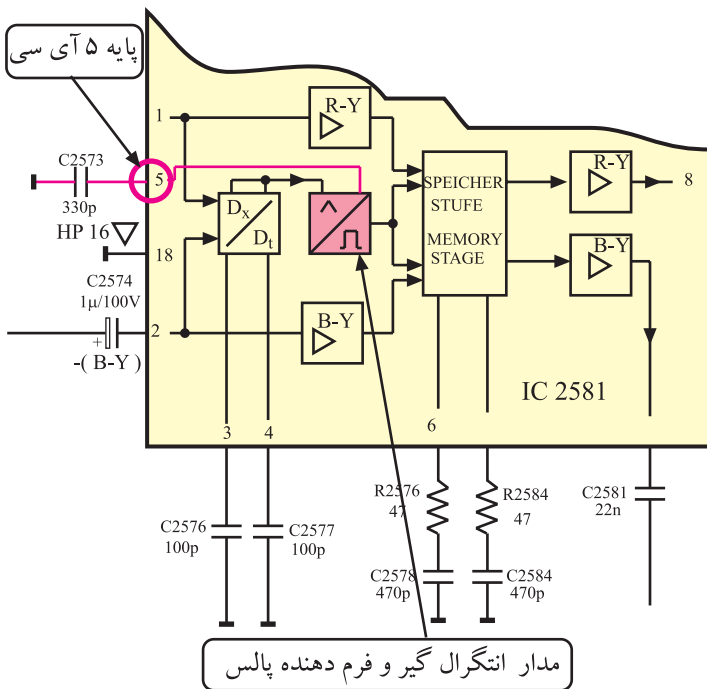 پایه ۵ آی سی
1
R-Y
R-Y
8
C2573
330p
5
SPEICHER
STUFE
MEMORY
STAGE
Dx
Dt
HP 16
18
C2574
1µ/100V
+
-( B-Y )
2
B-Y
B-Y
IC 2581
3
4
6
C2576
100p
C2577
100p
R2576
47
R2584
47
C2581
22n
C2578
470p
C2584
470p
مدار انتگرال گیر و فرم دهنده پالس